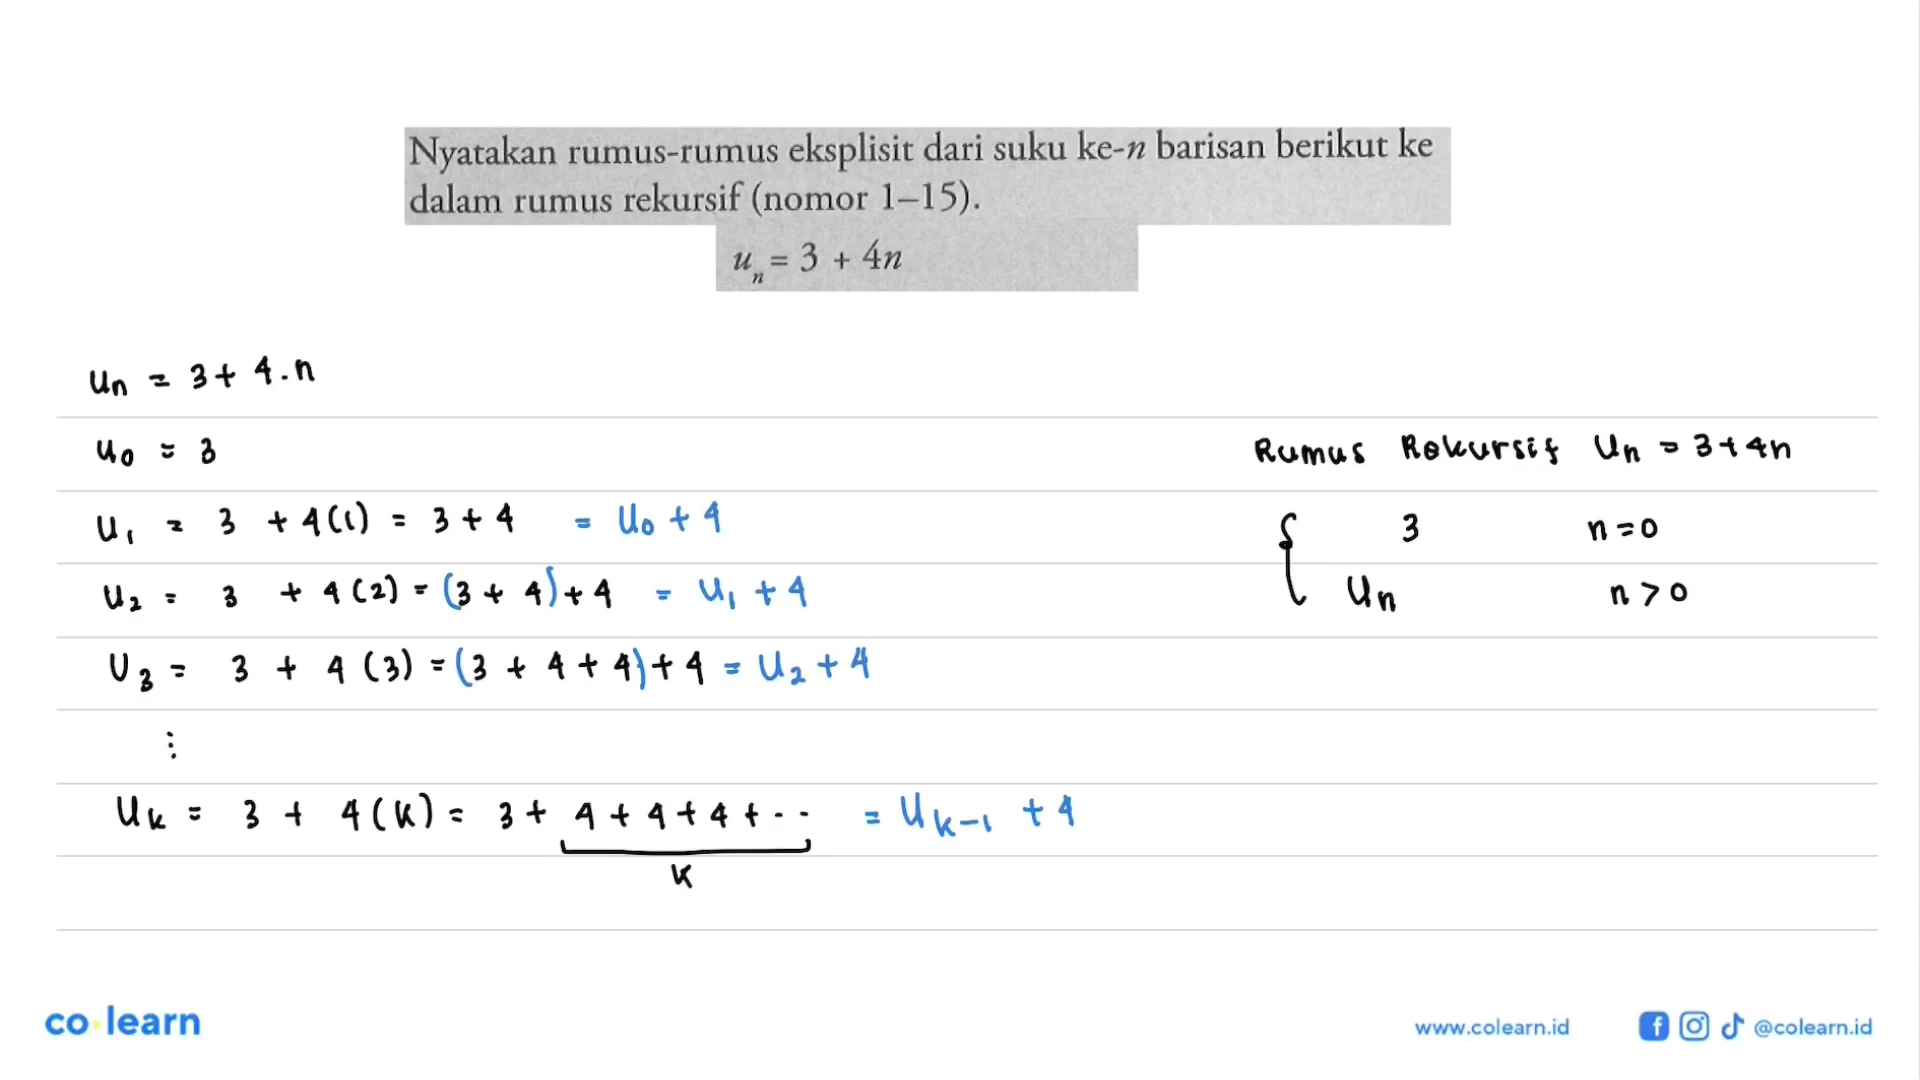 Nyatakan rumus-rumus eksplisit dari suku ke-n barisan berikut ke
dalam rumus rekursif (nomor 1–15).
uₙ = 3 + 4n
Uₙ = 3 + 4.n
U₀ = 3
U₁ = 3 + 4(1) = 3 + 4 = U₀ + 4
U₂ = 3 + 4(2) = (3 + 4) + 4 = U₁ + 4
U₃ = 3 + 4(3) = (3 + 4 + 4) + 4 = U₂ + 4
⋮
Uₖ = 3 + 4(k) = 3 + 4 + 4 + 4 + .. = Uₖ₋₁ + 4
k
Rumus Rekursif Uₙ = 3 + 4n
{ 3 n = 0
Uₙ n > 0
co learn
www.colearn.id
@colearn.id